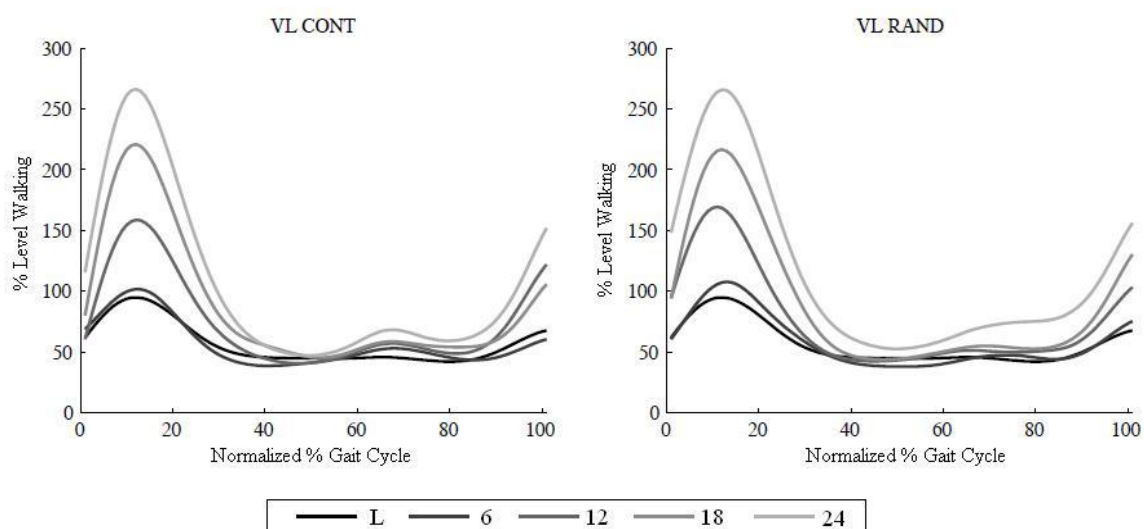 VL CONT
300
250
200
150
100
50
0
% Level Walking
0 20 40 60 80 100
Normalized % Gait Cycle
VL RAND
300
250
200
150
100
50
0
% Level Walking
0 20 40 60 80 100
Normalized % Gait Cycle
L 6 12 18 24